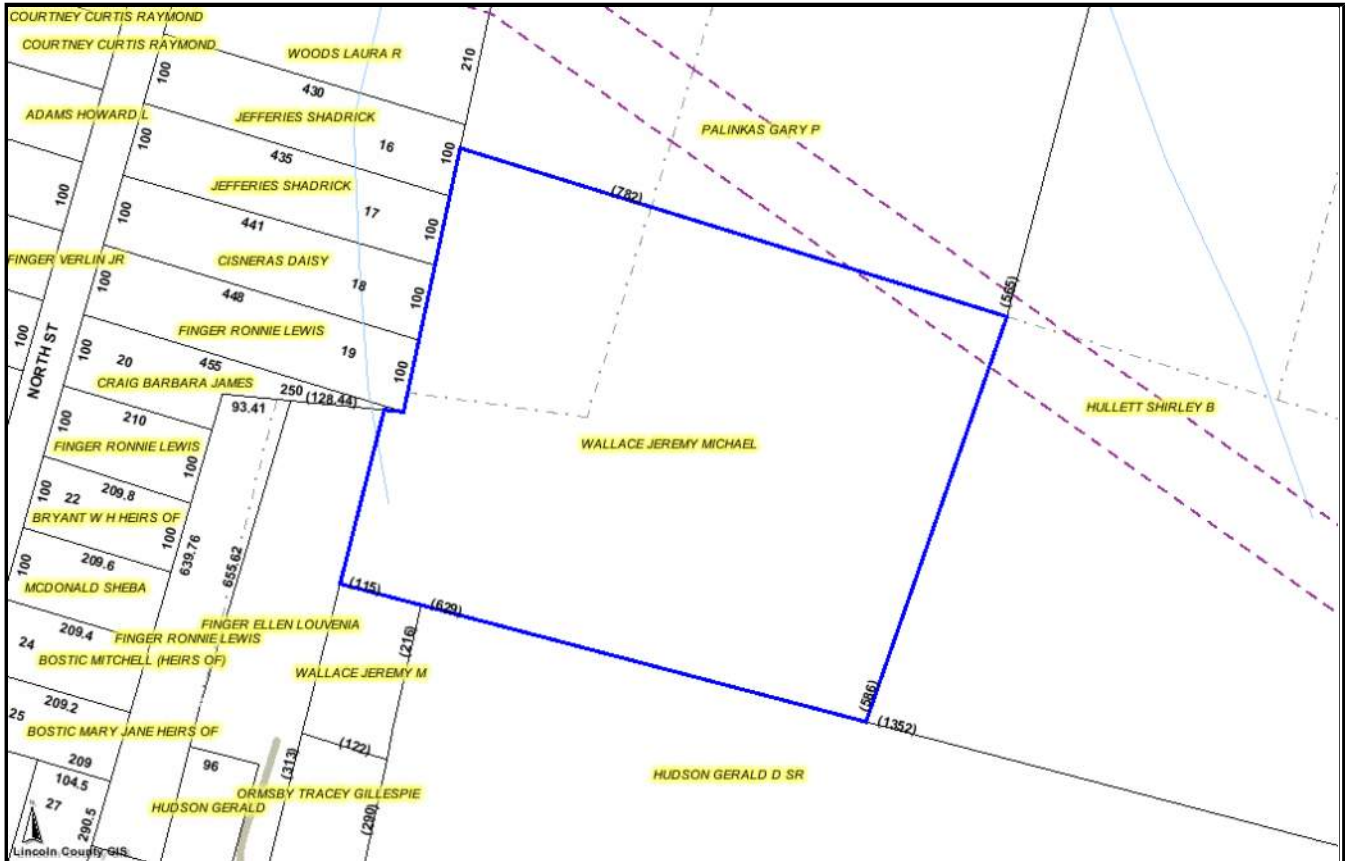 COURTNEY CURTIS RAYMOND
COURTNEY CURTIS RAYMOND
WOODS LAURA R
210
100
430
ADAMS HOWARD L
100
JEFFERIES SHADRICK
16
100
PALINKAS GARY P
100
435
JEFFERIES SHADRICK
17
(782)
100
100
441
100
FINGER VERLIN JR
CISNERAS DAISY
18
100
448
100
(565)
NORTH ST
100
FINGER RONNIE LEWIS
19
100
100
20
455
CRAIG BARBARA JAMES
250
(128.44)
93.41
HULLETT SHIRLEY B
100
210
FINGER RONNIE LEWIS
100
WALLACE JEREMY MICHAEL
100
22
209.8
BRYANT W H HEIRS OF
100
639.76
655.62
100
209.6
MCDONALD SHEBA
(115)
(629)
24
209.4
FINGER RONNIE LEWIS
FINGER ELLEN LOUVENIA
(216)
BOSTIC MITCHELL (HEIRS OF)
WALLACE JEREMY M
25
209.2
(586)
(1352)
BOSTIC MARY JANE HEIRS OF
209
(122)
(313)
96
104.5
27
290.5
HUDSON GERALD
ORMSBY TRACEY GILLESPIE
(290)
HUDSON GERALD D SR
Lincoln County GIS